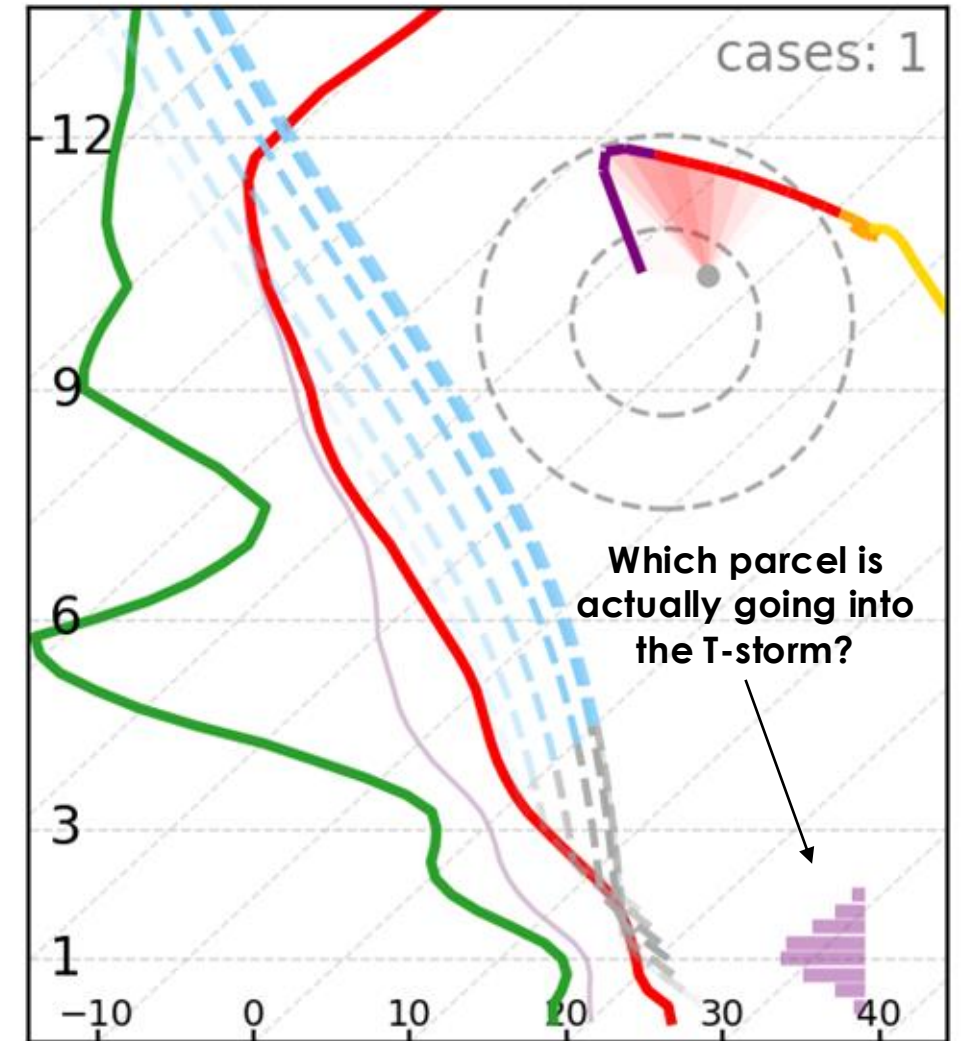 cases: 1
12
9
6
3
1
Which parcel is
actually going into
the T-storm?
−10
0
10
20
30
40